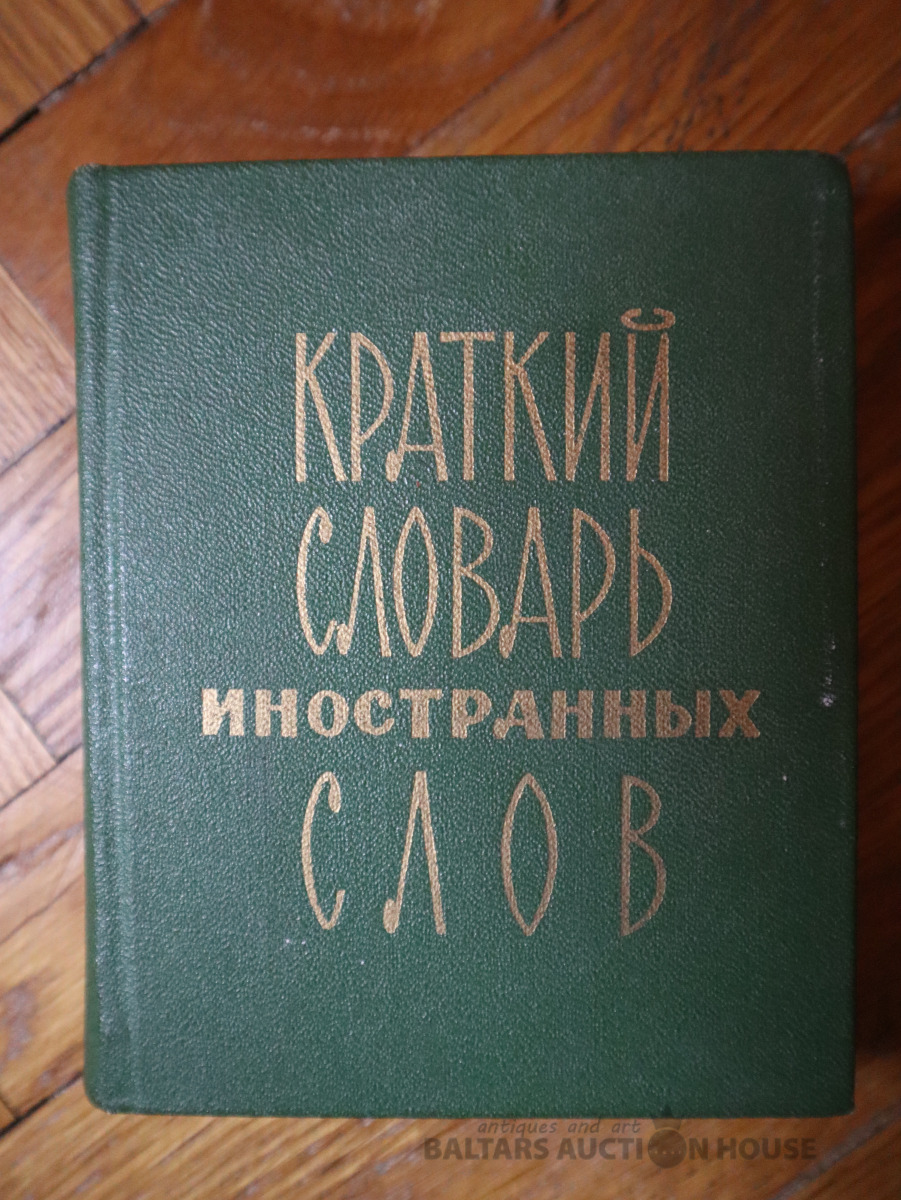 КРАТКИЙ
СЛОВАРЬ
ИНОСТРАННЫХ
СЛОВ
antiques and art
BALTARS AUCTION HOUSE